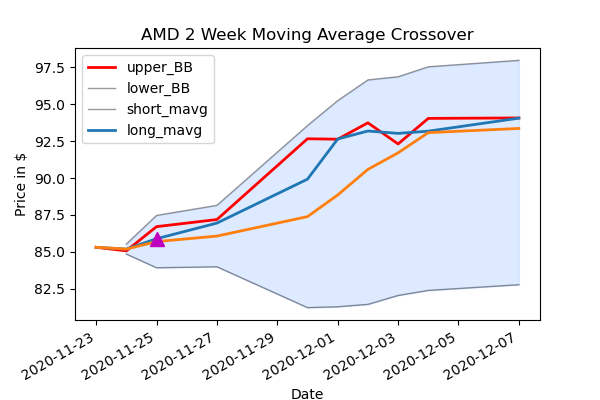 AMD 2 Week Moving Average Crossover
upper_BB
lower_BB
short_mavg
long_mavg
97.5
95.0
92.5
90.0
87.5
85.0
82.5
Price in $
2020-11-23
2020-11-25
2020-11-27
2020-11-29
2020-12-01
2020-12-03
2020-12-05
2020-12-07
Date